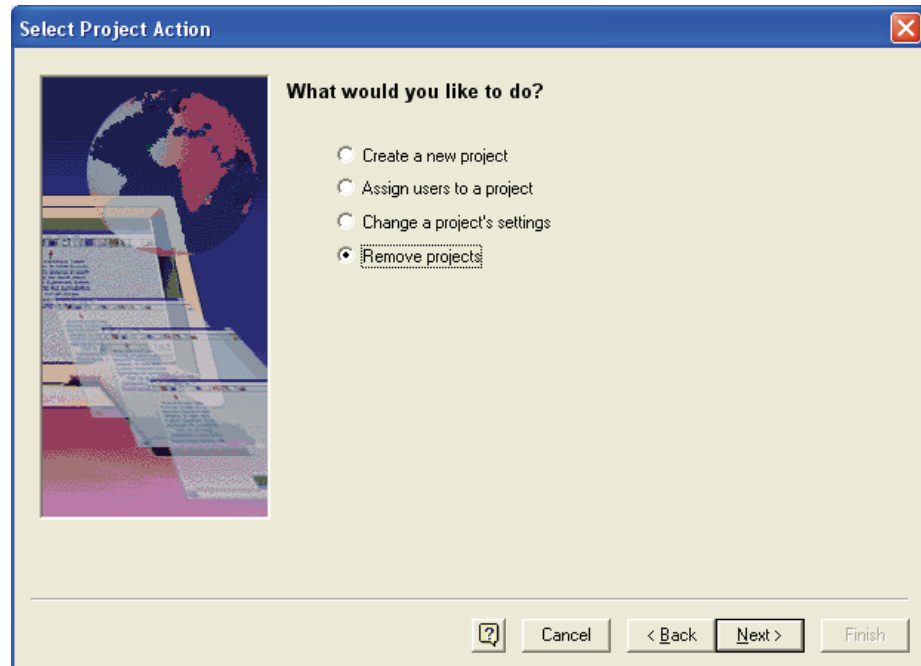 Select Project Action
What would you like to do?
Create a new project
Assign users to a project
Change a project's settings
Remove projects
Cancel
< Back
Next >
Finish